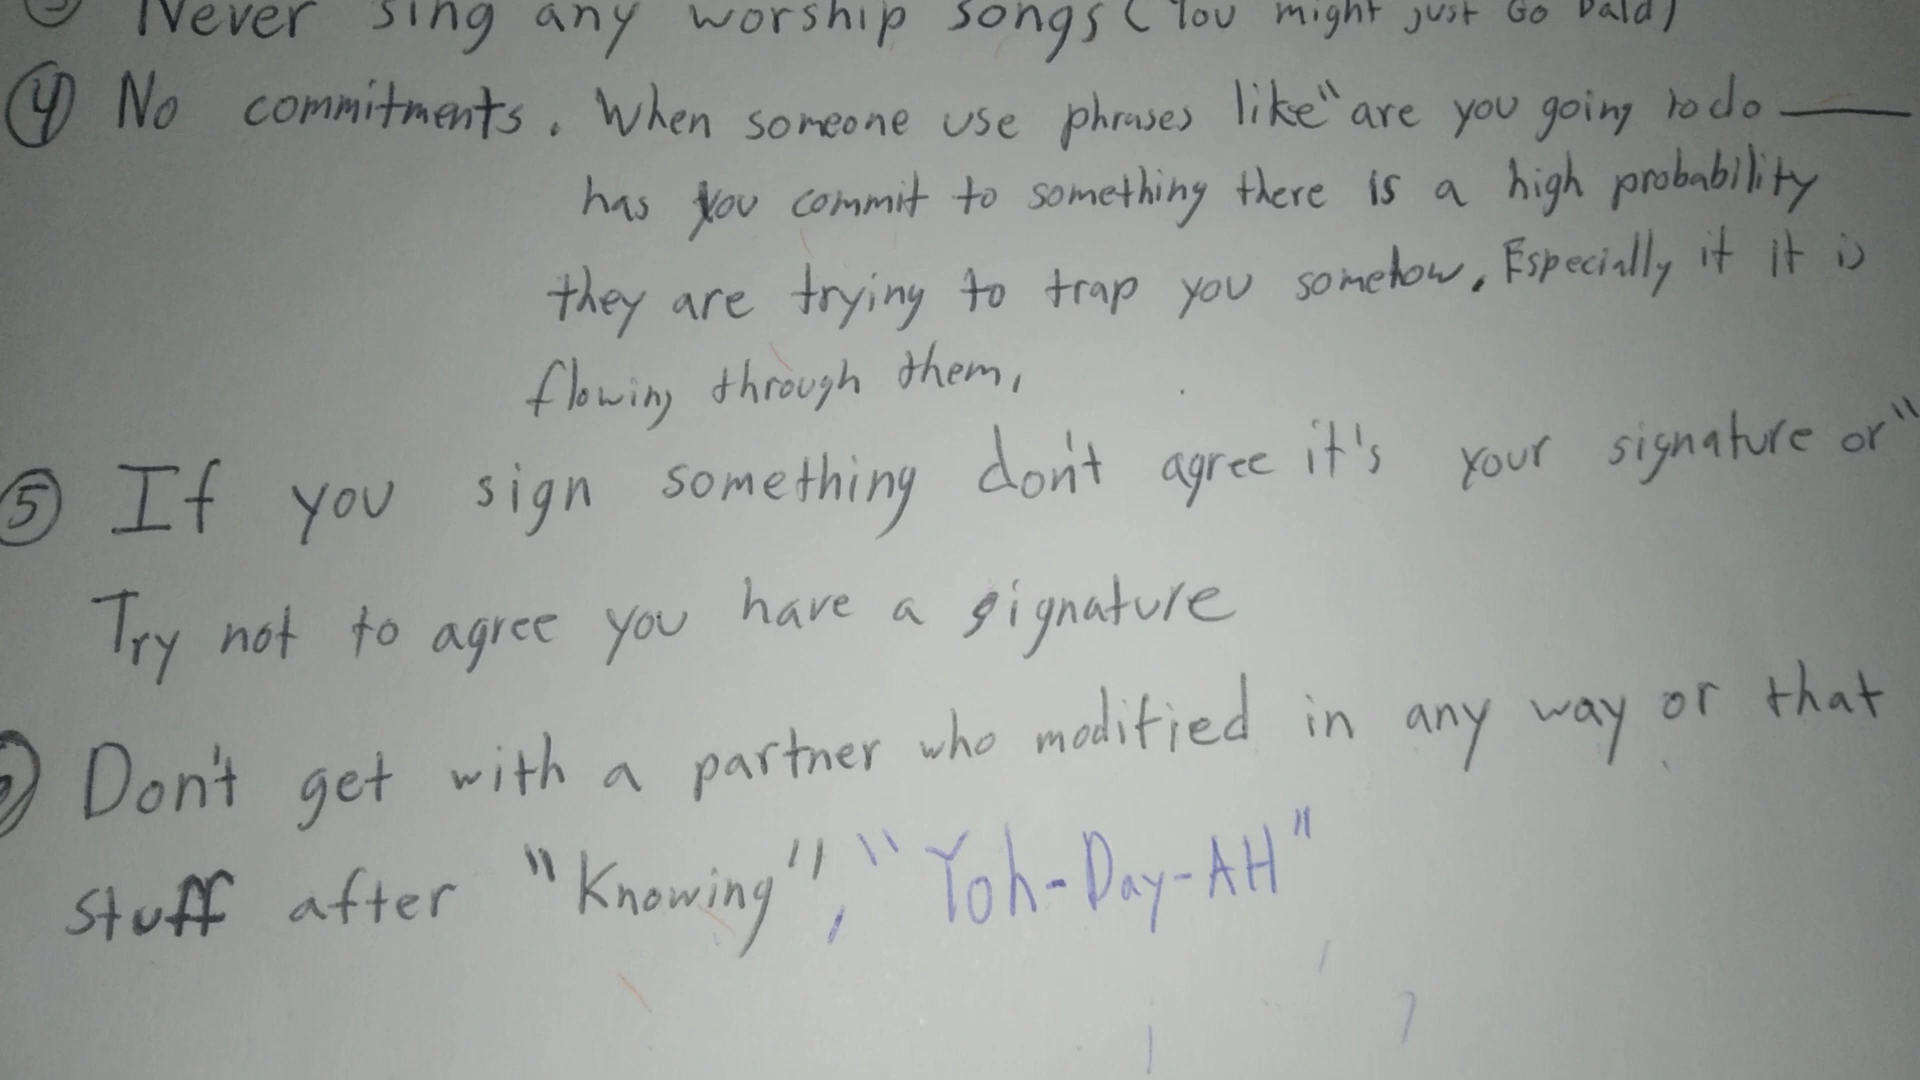 ③ Never sing any worship songs (You might just Go bald)
④ No commitments. When someone use phrases like "are you going to do ____
has you commit to something there is a high probability
they are trying to trap you somehow. Especially if it is
flowing through them,
⑤ If you sign something don't agree it's your signature or "
Try not to agree you have a signature
Don't get with a partner who modified in any way or that
stuff after "Knowing", "Yoh-Day-AH"